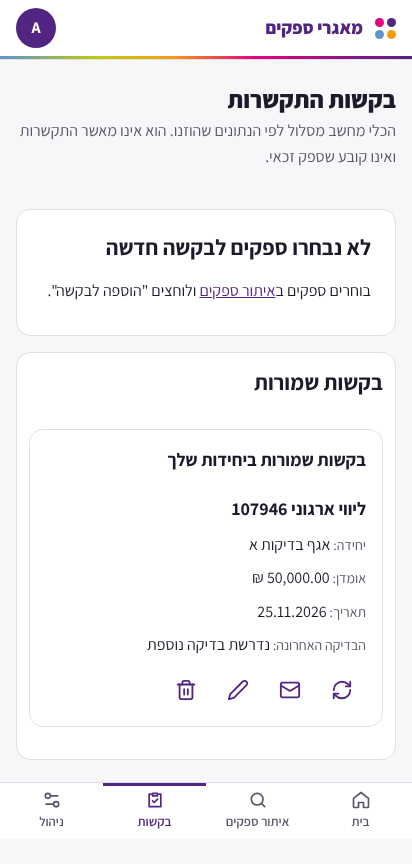 מאגרי ספקים
A
בקשות התקשרות
הכלי מחשב מסלול לפי הנתונים שהוזנו. הוא אינו מאשר התקשרות
ואינו קובע שספק זכאי.
לא נבחרו ספקים לבקשה חדשה
בוחרים ספקים באיתור ספקים ולוחצים "הוספה לבקשה".
בקשות שמורות
בקשות שמורות ביחידות שלך
ליווי ארגוני 107946
יחידה: אגף בדיקות א
אומדן: 50,000.00 ₪
תאריך: 25.11.2026
הבדיקה האחרונה: נדרשת בדיקה נוספת
בית
איתור ספקים
בקשות
ניהול